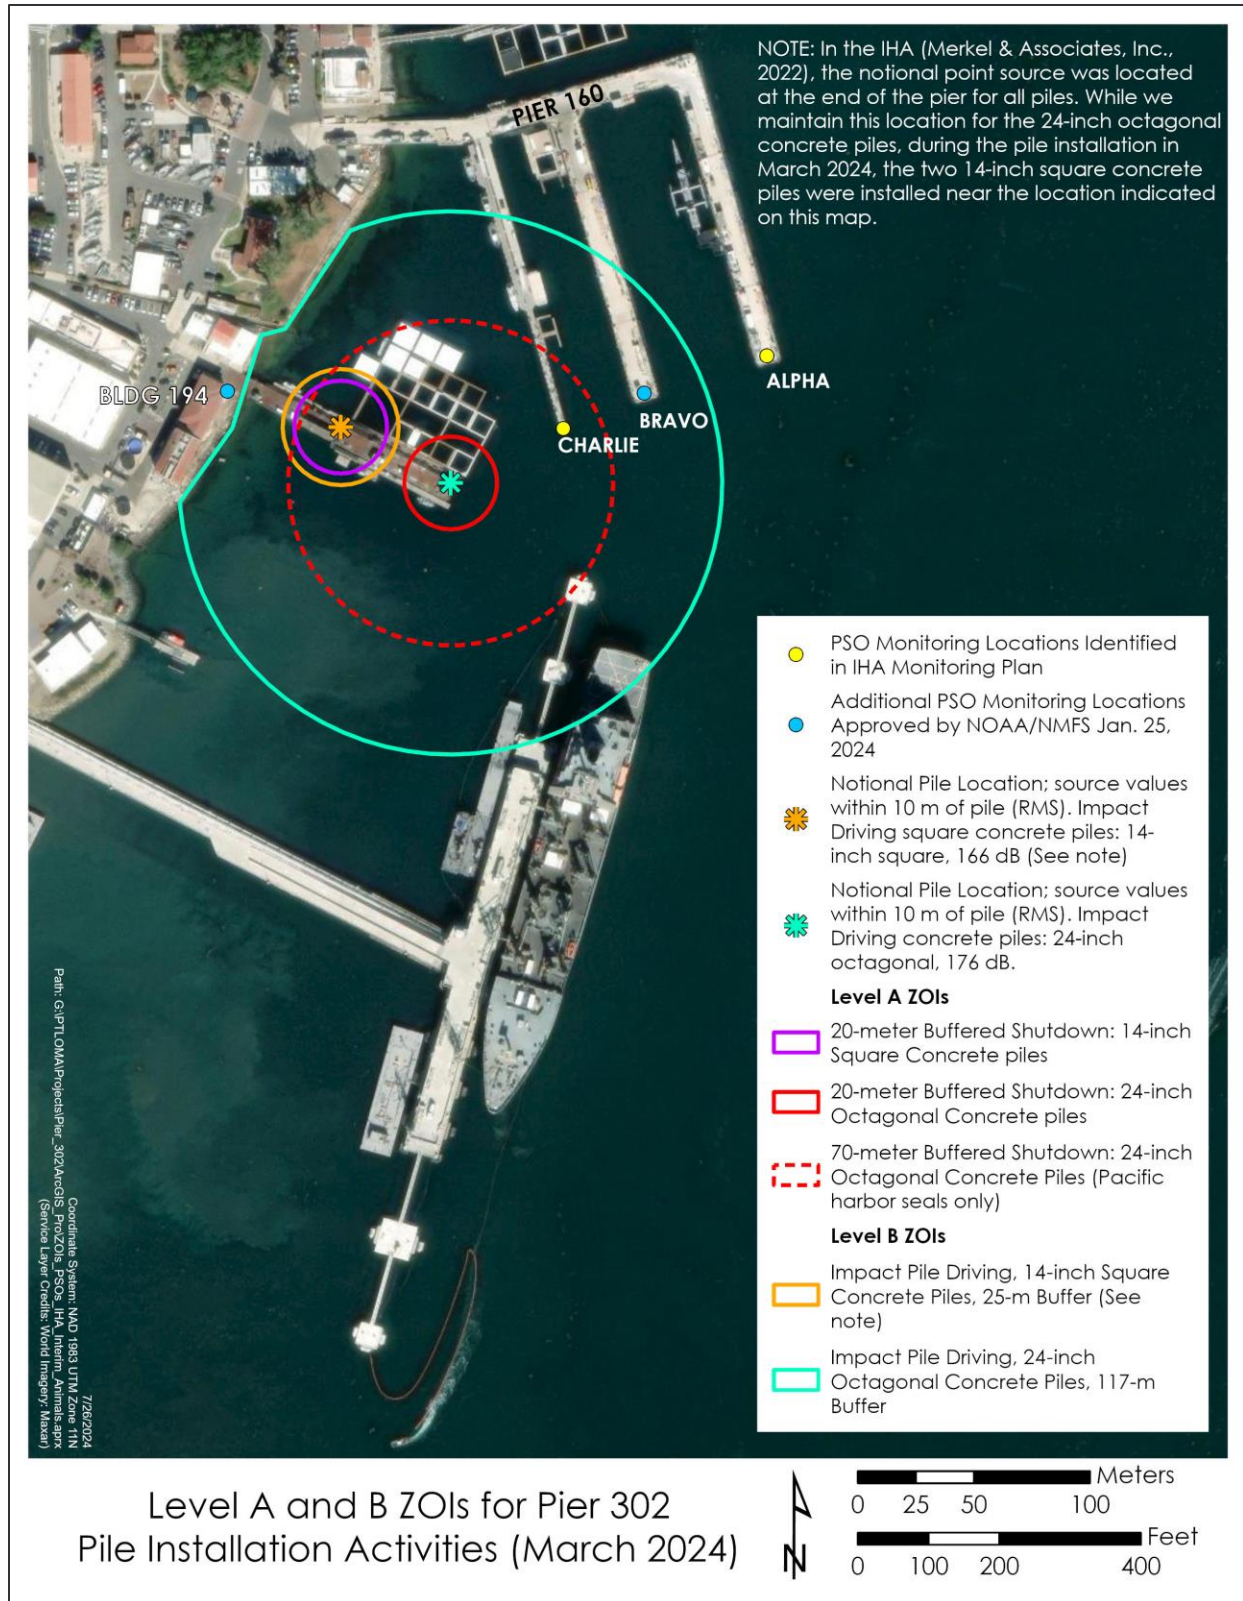 NOTE: In the IHA (Merkel & Associates, Inc.,
2022), the notional point source was located
at the end of the pier for all piles. While we
maintain this location for the 24-inch octagonal
concrete piles, during the pile installation in
March 2024, the two 14-inch square concrete
piles were installed near the location indicated
on this map.
PIER 160
ALPHA
BLDG 194
BRAVO
CHARLIE
PSO Monitoring Locations Identified
in IHA Monitoring Plan
Additional PSO Monitoring Locations
Approved by NOAA/NMFS Jan. 25,
2024
Notional Pile Location; source values
within 10 m of pile (RMS). Impact
Driving square concrete piles: 14-
inch square, 166 dB (See note)
Notional Pile Location; source values
within 10 m of pile (RMS). Impact
Driving concrete piles: 24-inch
octagonal, 176 dB.
Level A ZOIs
20-meter Buffered Shutdown: 14-inch
Square Concrete piles
20-meter Buffered Shutdown: 24-inch
Octagonal Concrete piles
70-meter Buffered Shutdown: 24-inch
Octagonal Concrete Piles (Pacific
harbor seals only)
Level B ZOIs
Impact Pile Driving, 14-inch Square
Concrete Piles, 25-m Buffer (See
note)
Impact Pile Driving, 24-inch
Octagonal Concrete Piles, 117-m
Buffer
7/26/2024
Coordinate System: NAD 1983 UTM Zone 11N
Path: G:\PTLOMA\Projects\Pier_302\ArcGIS_Pro\ZOIs_PSOs_IHA_Interim_Animals.aprx
(Service Layer Credits: World Imagery: Maxar)
Level A and B ZOIs for Pier 302
Pile Installation Activities (March 2024)
N
Meters
0 25 50 100
Feet
0 100 200 400